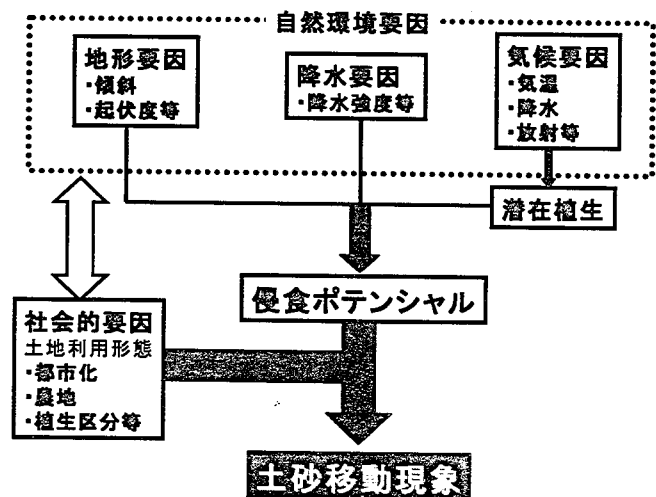 自然環境要因
地形要因
・傾斜
・起伏度等
降水要因
・降水強度等
気候要因
・気温
・降水
・放射等
潜在植生
侵食ポテンシャル
社会的要因
土地利用形態
・都市化
・農地
・植生区分等
土砂移動現象